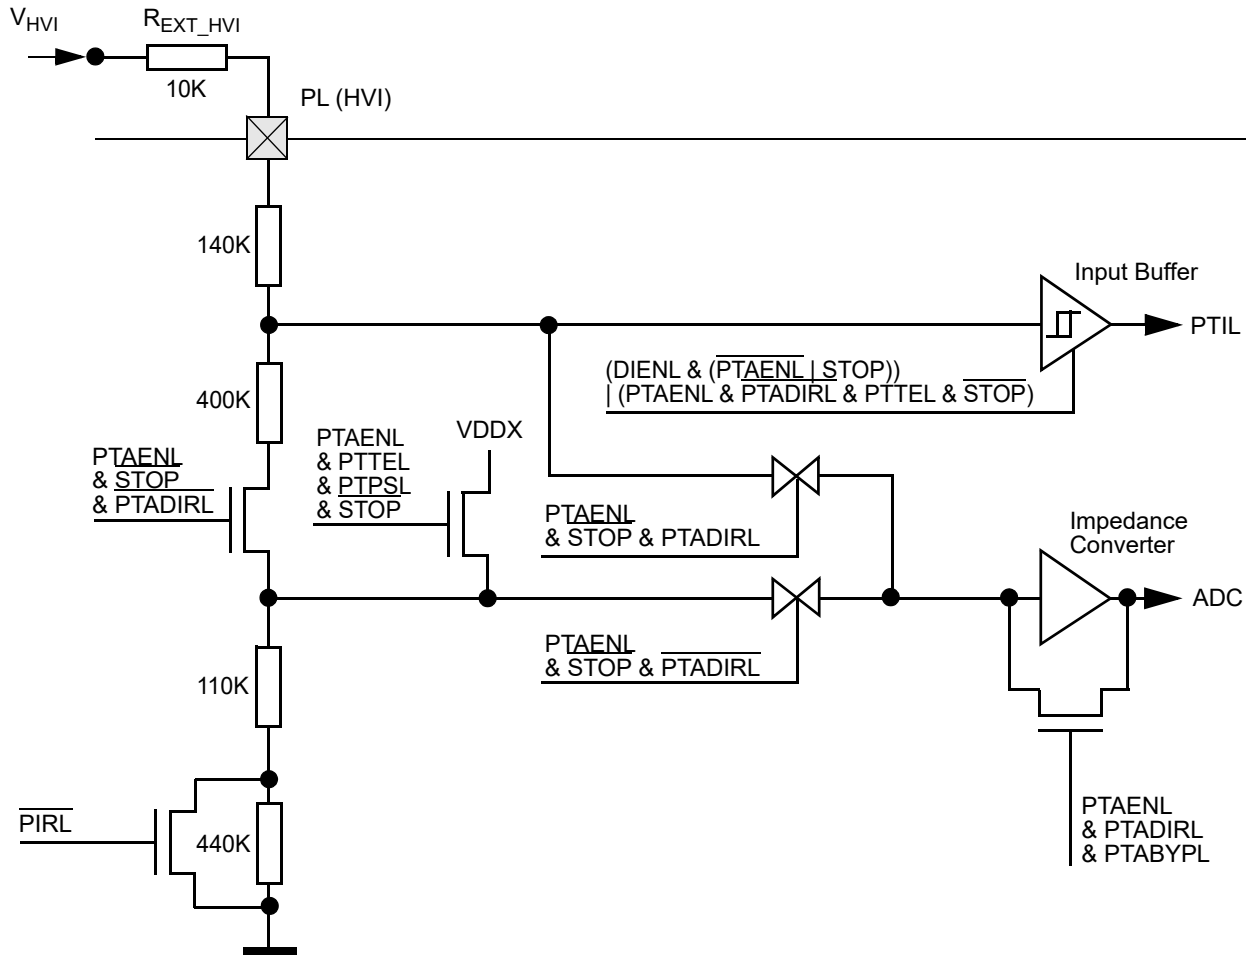 VHVI
REXT_HVI
10K
PL (HVI)
140K
Input Buffer
PTIL
(DIENL & (PTAENL | STOP))
| (PTAENL & PTADIRL & PTTEL & STOP)
400K
VDDX
PTAENL
& PTTEL
& PTPSL
& STOP
PTAENL
& STOP
& PTADIRL
PTAENL
& STOP & PTADIRL
Impedance
Converter
ADC
PTAENL
& STOP & PTADIRL
110K
PTAENL
& PTADIRL
& PTABYPL
PIRL
440K